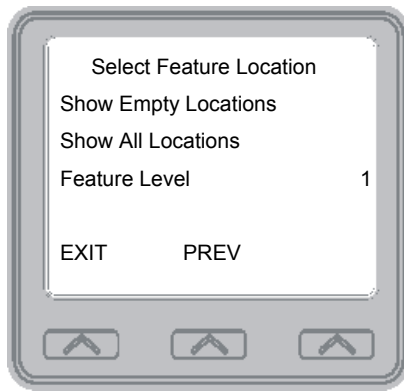 Select Feature Location
Show Empty Locations
Show All Locations
Feature Level 1
EXIT PREV